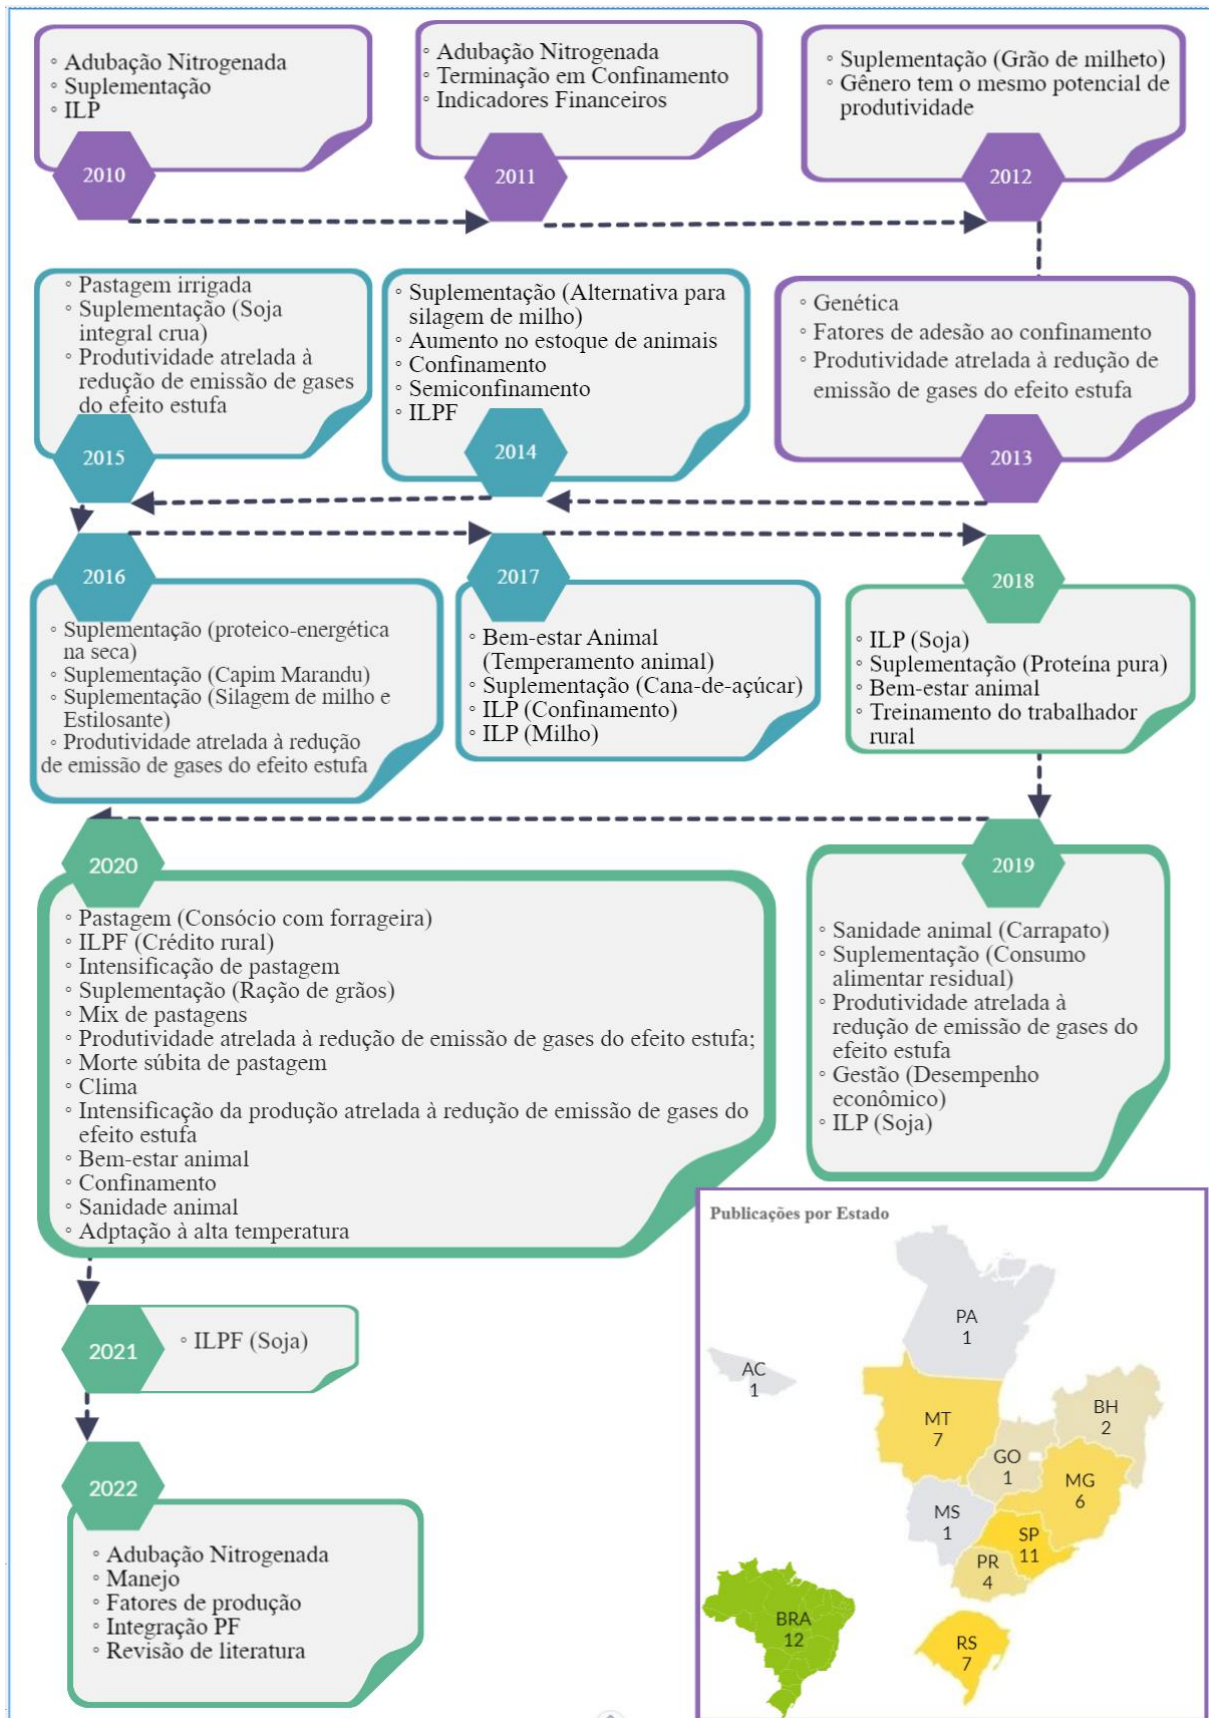 ◦ Adubação Nitrogenada
◦ Suplementação
◦ ILP
2010
◦ Adubação Nitrogenada
◦ Terminação em Confinamento
◦ Indicadores Financeiros
2011
◦ Suplementação (Grão de milheto)
◦ Gênero tem o mesmo potencial de
produtividade
2012
◦ Genética
◦ Fatores de adesão ao confinamento
◦ Produtividade atrelada à redução de
emissão de gases do efeito estufa
2013
◦ Suplementação (Alternativa para
silagem de milho)
◦ Aumento no estoque de animais
◦ Confinamento
◦ Semiconfinamento
◦ ILPF
2014
◦ Pastagem irrigada
◦ Suplementação (Soja
integral crua)
◦ Produtividade atrelada à
redução de emissão de gases
do efeito estufa
2015
2016
◦ Suplementação (proteico-energética
na seca)
◦ Suplementação (Capim Marandu)
◦ Suplementação (Silagem de milho e
Estilosante)
◦ Produtividade atrelada à redução
de emissão de gases do efeito estufa
2017
◦ Bem-estar Animal
(Temperamento animal)
◦ Suplementação (Cana-de-açúcar)
◦ ILP (Confinamento)
◦ ILP (Milho)
2018
◦ ILP (Soja)
◦ Suplementação (Proteína pura)
◦ Bem-estar animal
◦ Treinamento do trabalhador
rural
2019
◦ Sanidade animal (Carrapato)
◦ Suplementação (Consumo
alimentar residual)
◦ Produtividade atrelada à
redução de emissão de gases do
efeito estufa
◦ Gestão (Desempenho
econômico)
◦ ILP (Soja)
2020
◦ Pastagem (Consócio com forrageira)
◦ ILPF (Crédito rural)
◦ Intensificação de pastagem
◦ Suplementação (Ração de grãos)
◦ Mix de pastagens
◦ Produtividade atrelada à redução de emissão de gases do efeito estufa;
◦ Morte súbita de pastagem
◦ Clima
◦ Intensificação da produção atrelada à redução de emissão de gases do
efeito estufa
◦ Bem-estar animal
◦ Confinamento
◦ Sanidade animal
◦ Adptação à alta temperatura
2021
◦ ILPF (Soja)
2022
◦ Adubação Nitrogenada
◦ Manejo
◦ Fatores de produção
◦ Integração PF
◦ Revisão de literatura
Publicações por Estado
PA
1
AC
1
MT
7
BH
2
GO
1
MG
6
MS
1
SP
11
PR
4
BRA
12
RS
7